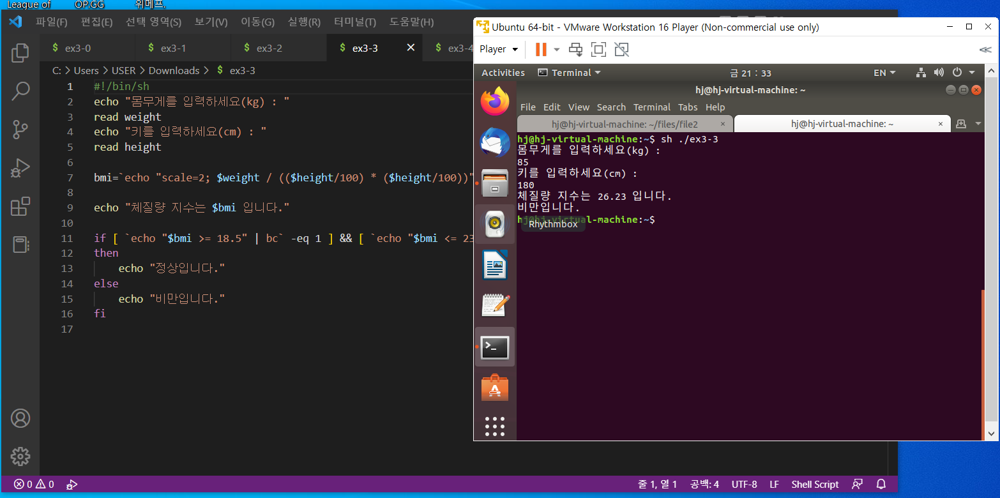 League of OP.GG 위메프.
파일(F) 편집(E) 선택 영역(S) 보기(V) 이동(G) 실행(R) 터미널(T) 도움말(H)
$ ex3-0 $ ex3-1 $ ex3-2 $ ex3-3 $ ex3-4
C: > Users > USER > Downloads > $ ex3-3
1 #!/bin/sh
2 echo "몸무게를 입력하세요(kg) : "
3 read weight
4 echo "키를 입력하세요(cm) : "
5 read height
6
7 bmi=`echo "scale=2; $weight / (($height/100) * ($height/100))"
8
9 echo "체질량 지수는 $bmi 입니다."
10
11 if [ `echo "$bmi >= 18.5" | bc` -eq 1 ] && [ `echo "$bmi <= 23
12 then
13 echo "정상입니다."
14 else
15 echo "비만입니다."
16 fi
17
0 0
줄 1, 열 1 공백: 4 UTF-8 LF Shell Script
Ubuntu 64-bit - VMware Workstation 16 Player (Non-commercial use only)
Player
Activities Terminal 금 21 : 33 EN
hj@hj-virtual-machine: ~
File Edit View Search Terminal Tabs Help
hj@hj-virtual-machine: ~/files/file2 hj@hj-virtual-machine: ~
hj@hj-virtual-machine:~$ sh ./ex3-3
몸무게를 입력하세요(kg) :
85
키를 입력하세요(cm) :
180
체질량 지수는 26.23 입니다.
비만입니다.
hj@hj-virtual-machine:~$
Rhythmbox